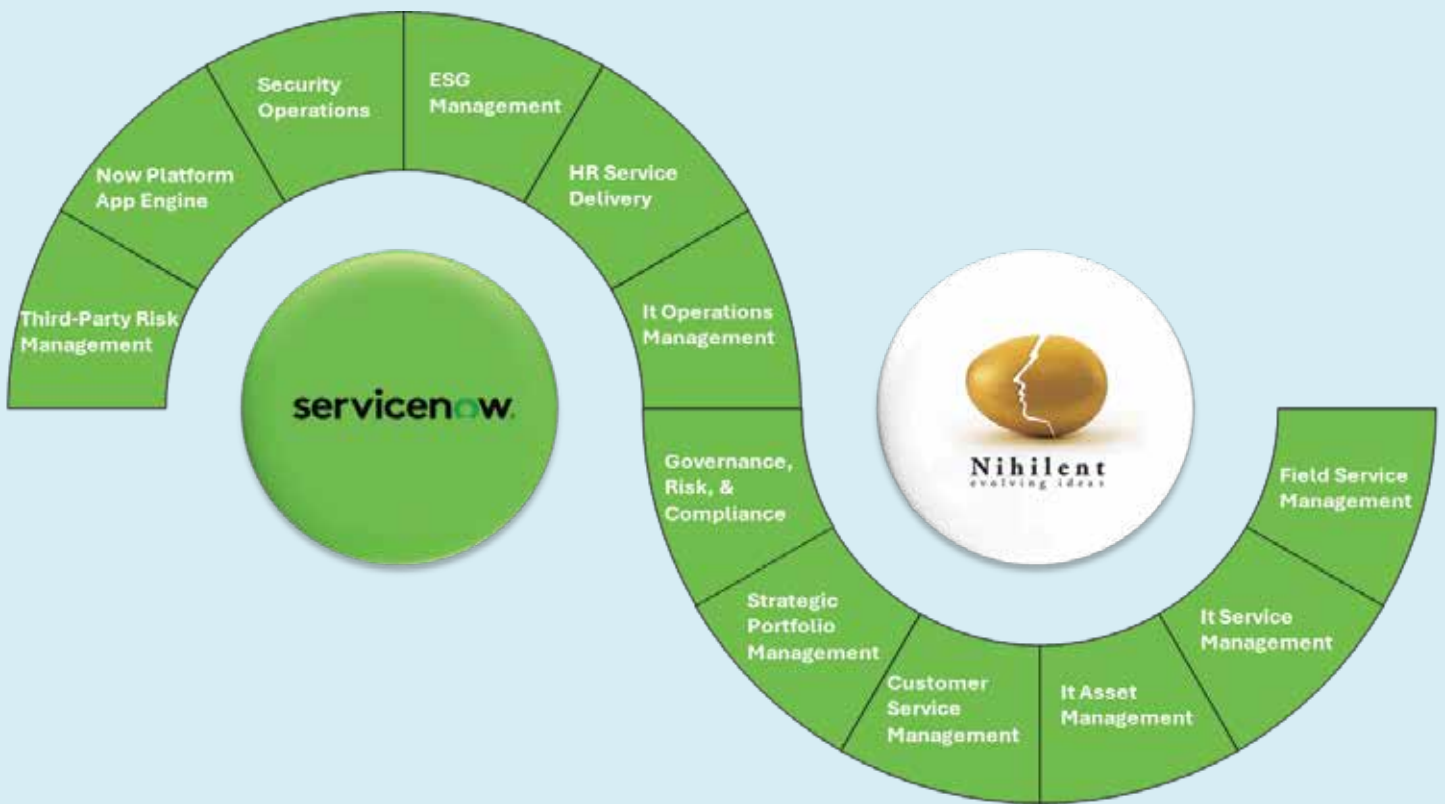 Security
Operations
ESG
Management
Now Platform
App Engine
HR Service
Delivery
Third-Party Risk
Management
It Operations
Management
servicenow.
Nihilent
evolving ideas
Governance,
Risk, &
Compliance
Field Service
Management
Strategic
Portfolio
Management
It Service
Management
Customer
Service
Management
It Asset
Management